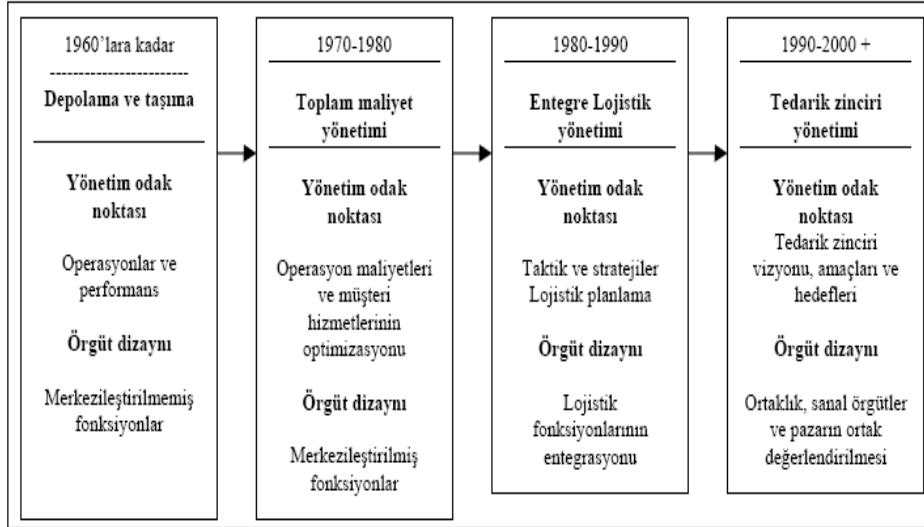 1960’lara kadar
-------------------------
Depolama ve taşıma
Yönetim odak
noktası
Operasyonlar ve
performans
Örgüt dizaynı
Merkezileştirilmemiş
fonksiyonlar
1970-1980
Toplam maliyet
yönetimi
Yönetim odak
noktası
Operasyon maliyetleri
ve müşteri
hizmetlerinin
optimizasyonu
Örgüt dizaynı
Merkezileştirilmiş
fonksiyonlar
1980-1990
Entegre Lojistik
yönetimi
Yönetim odak
noktası
Taktik ve stratejiler
Lojistik planlama
Örgüt dizaynı
Lojistik
fonksiyonlarının
entegrasyonu
1990-2000 +
Tedarik zinciri
yönetimi
Yönetim odak
noktası
Tedarik zinciri
vizyonu, amaçları ve
hedefleri
Örgüt dizaynı
Ortaklık, sanal örgütler
ve pazarın ortak
değerlendirilmesi